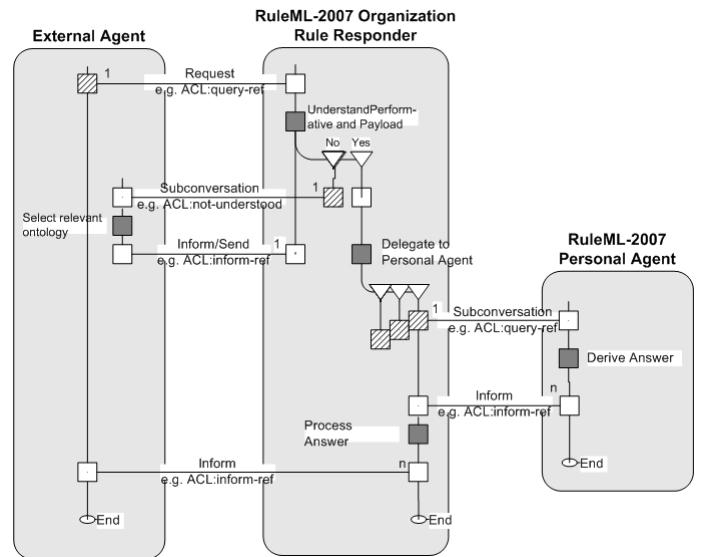 RuleML-2007 Organization
Rule Responder
External Agent
1
Request
e.g. ACL:query-ref
UnderstandPerform-
ative and Payload
No
Yes
1
Subconversation
e.g. ACL:not-understood
Select relevant
ontology
Inform/Send
e.g. ACL:inform-ref
1
Delegate to
Personal Agent
RuleML-2007
Personal Agent
1
Subconversation
e.g. ACL:query-ref
Derive Answer
n
Inform
e.g. ACL:inform-ref
Process
Answer
Inform
e.g. ACL:inform-ref
n
End
End
End